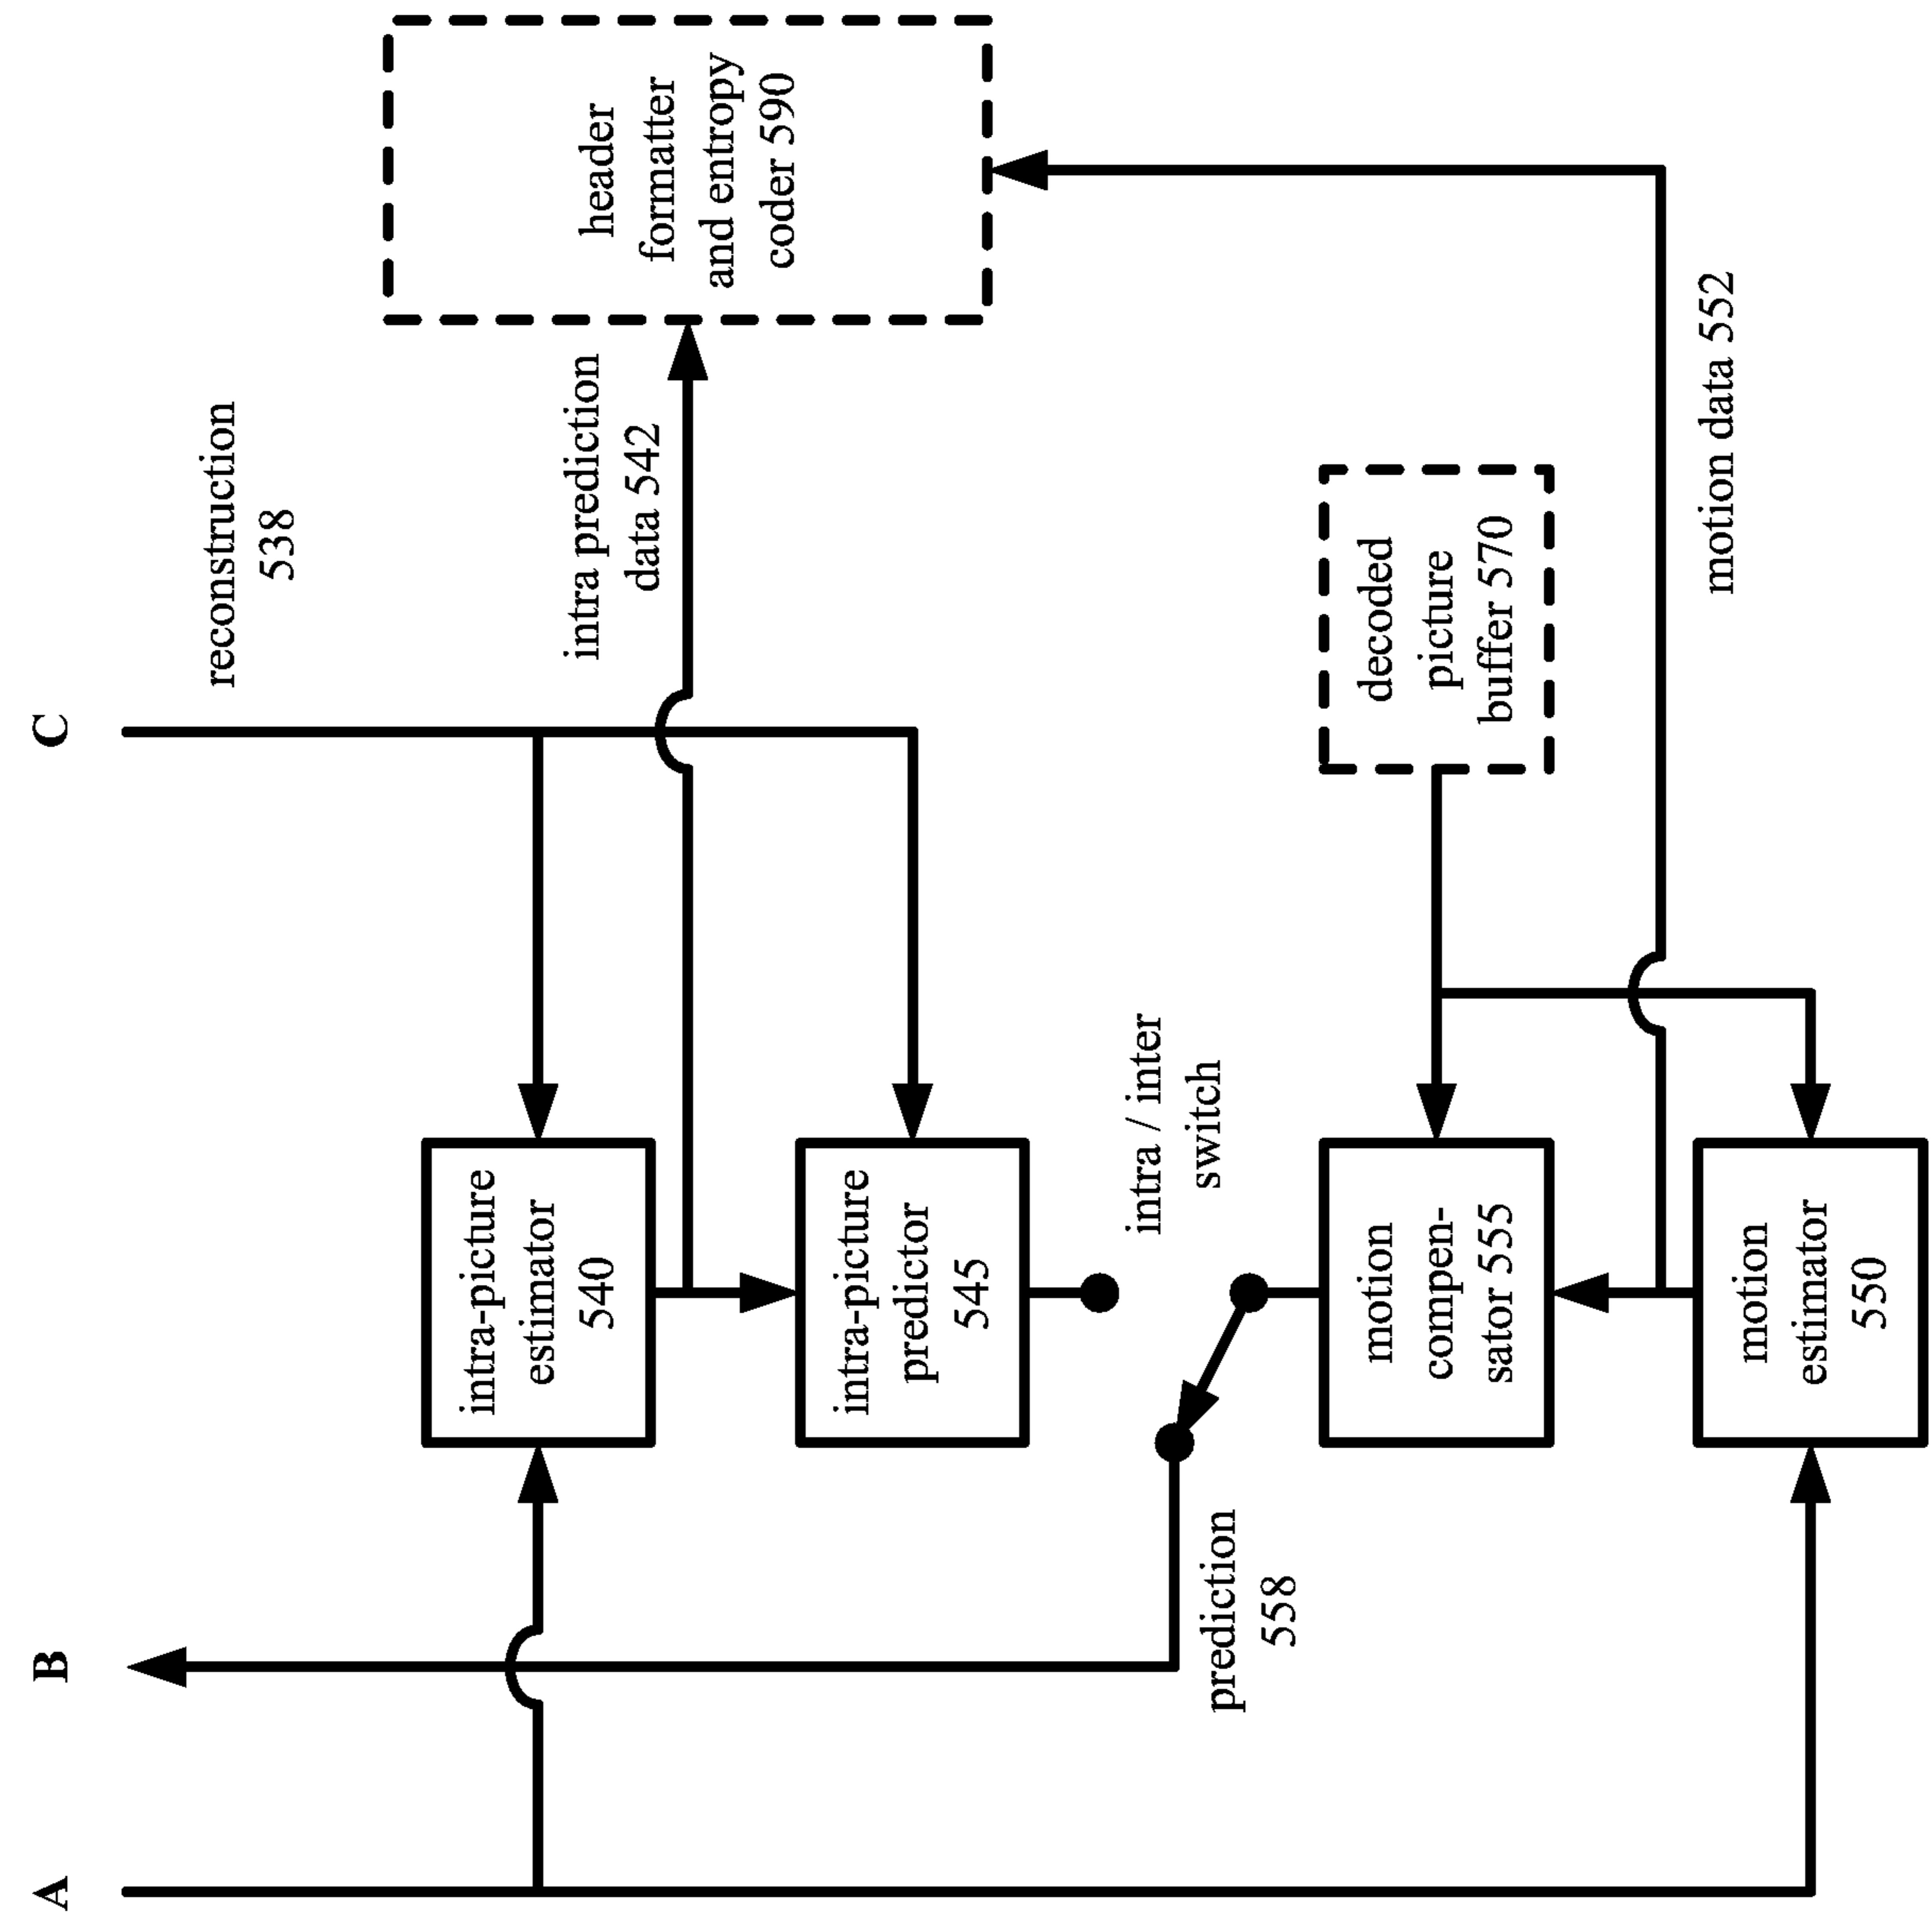 A
B
C
reconstruction
538
intra prediction
data 542
header
formatter
and entropy
coder 590
intra-picture
estimator
540
intra-picture
predictor
545
intra / inter
switch
prediction
558
decoded
picture
buffer 570
motion
compen-
sator 555
motion
estimator
550
motion data 552